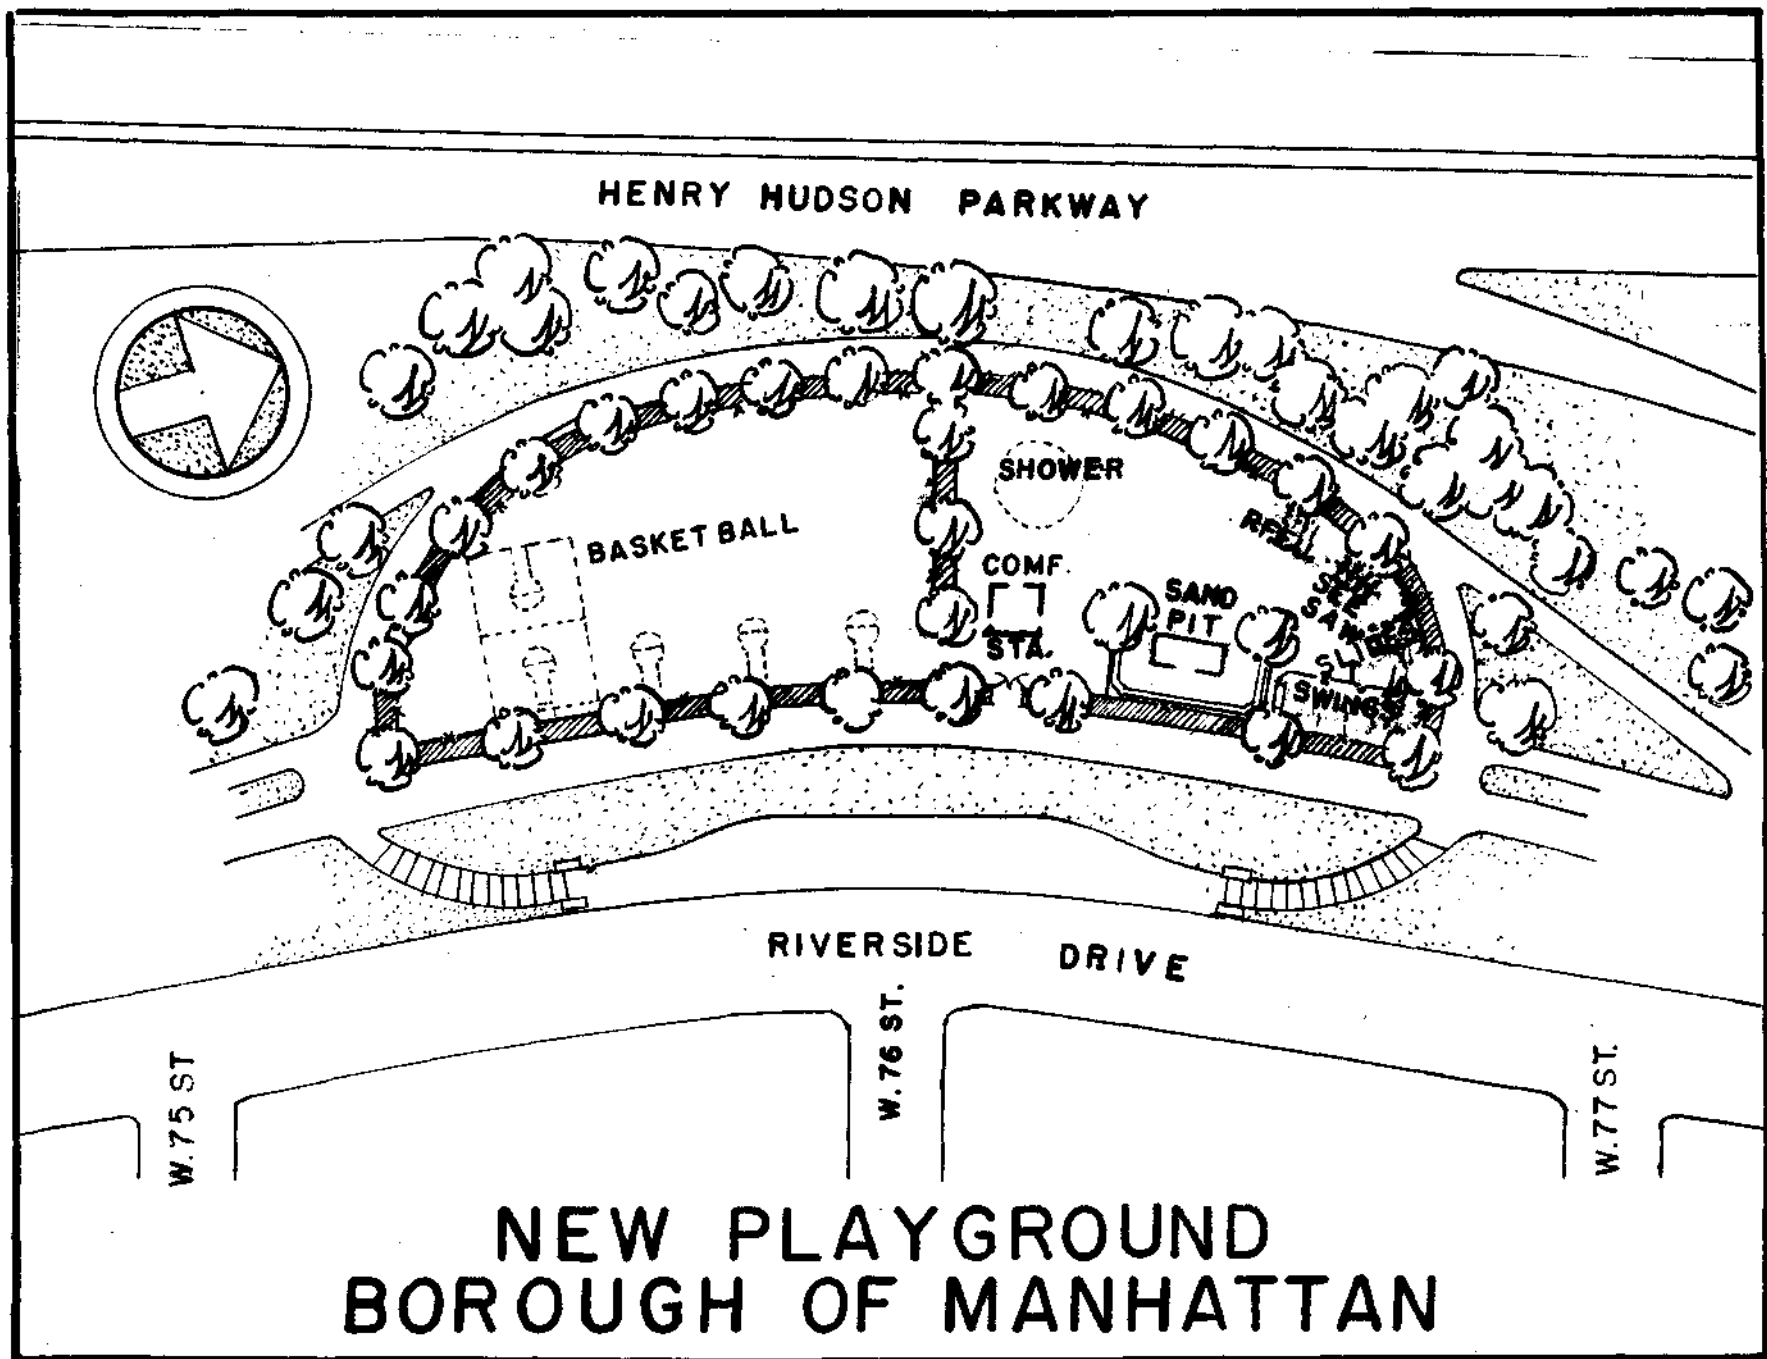 HENRY HUDSON PARKWAY
SHOWER
BASKET BALL
COMF.
STA.
SAND
PIT
SEE
SAW
SWINGS
RIVERSIDE DRIVE
W. 75 ST
W. 76 ST.
W. 77 ST.
NEW PLAYGROUND
BOROUGH OF MANHATTAN